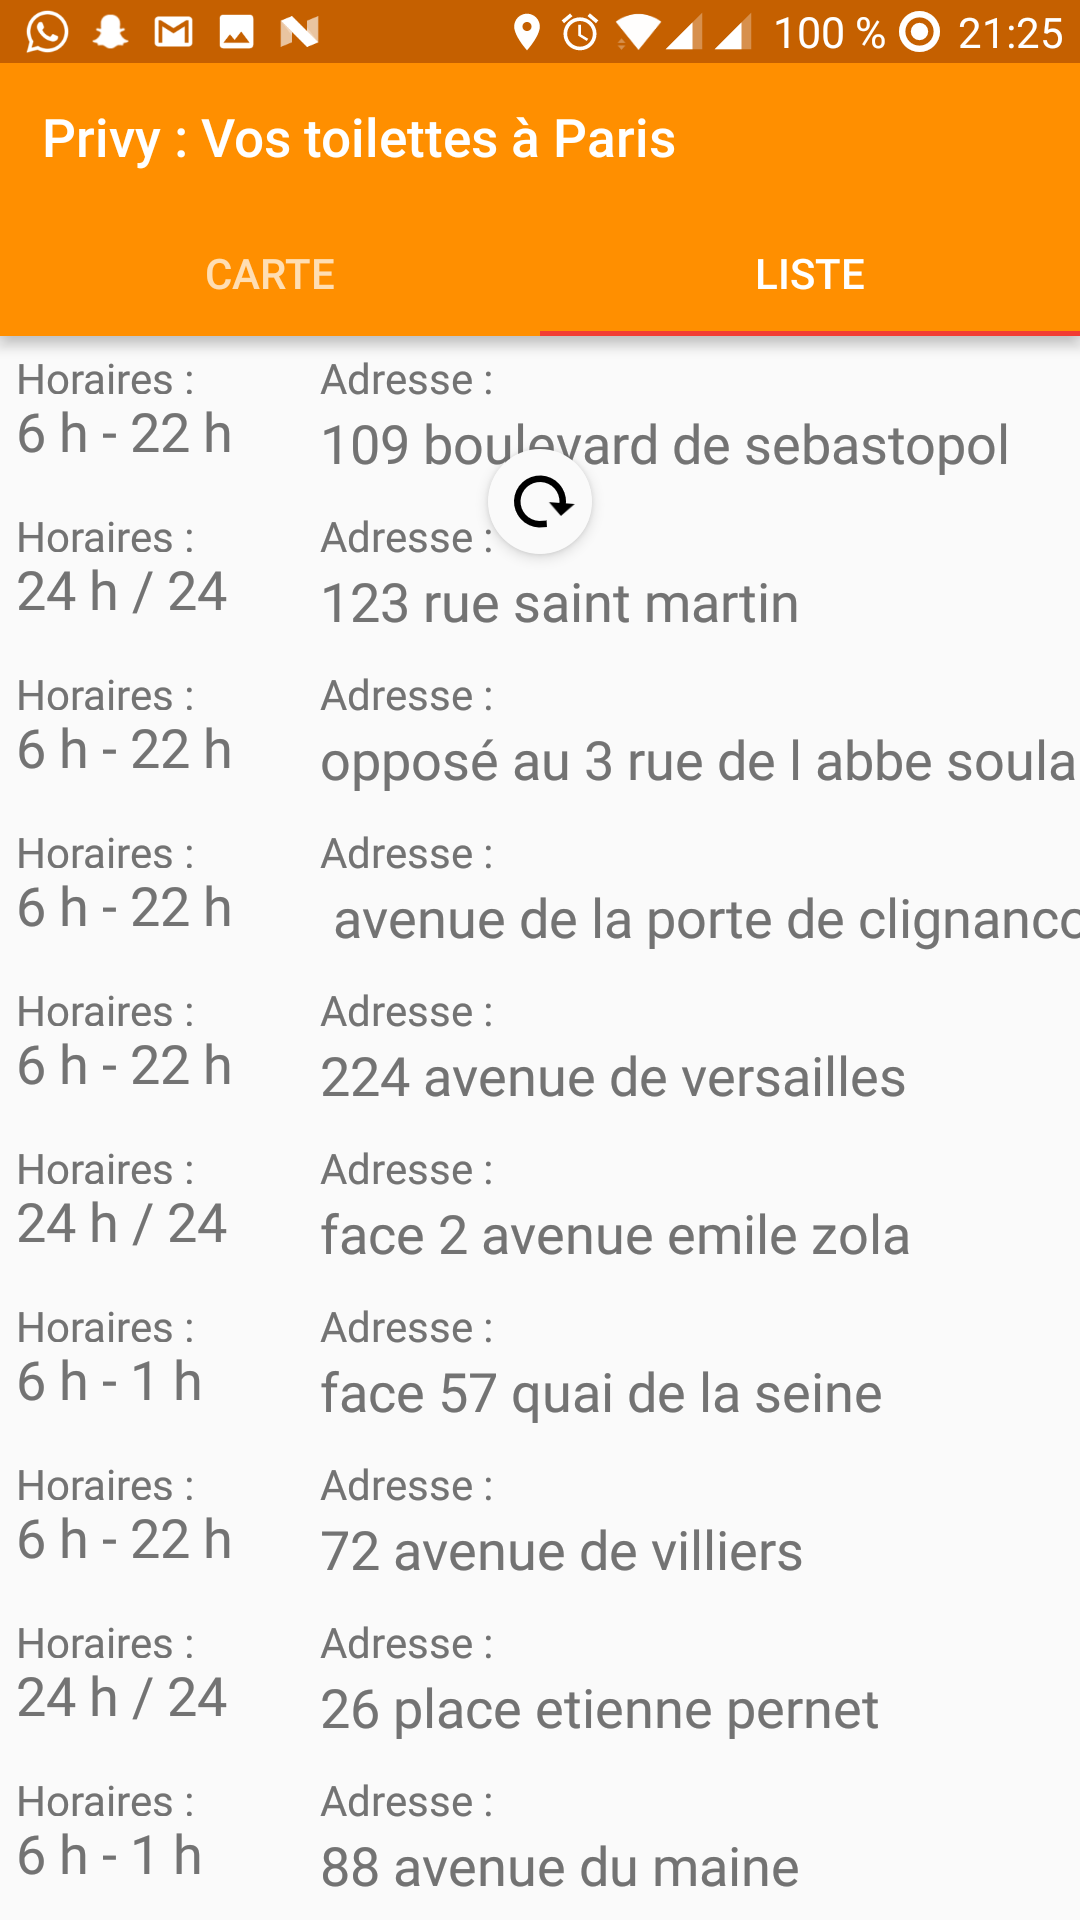 100 % 21:25
Privy : Vos toilettes à Paris
CARTE LISTE
Horaires : Adresse :
6 h - 22 h 109 boulevard de sebastopol
Horaires : Adresse :
24 h / 24 123 rue saint martin
Horaires : Adresse :
6 h - 22 h opposé au 3 rue de l abbe soula
Horaires : Adresse :
6 h - 22 h avenue de la porte de clignanco
Horaires : Adresse :
6 h - 22 h 224 avenue de versailles
Horaires : Adresse :
24 h / 24 face 2 avenue emile zola
Horaires : Adresse :
6 h - 1 h face 57 quai de la seine
Horaires : Adresse :
6 h - 22 h 72 avenue de villiers
Horaires : Adresse :
24 h / 24 26 place etienne pernet
Horaires : Adresse :
6 h - 1 h 88 avenue du maine